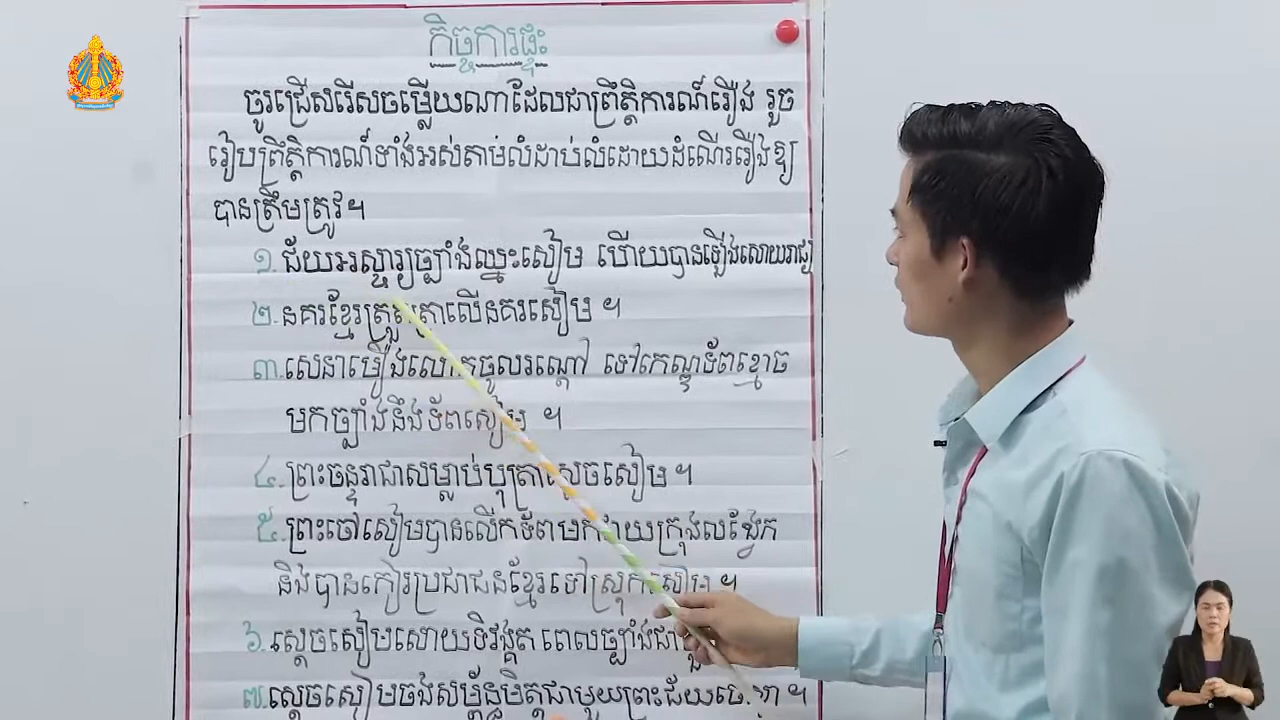 កិច្ចការផ្ទះ
ចូរជ្រើសរើសចម្លើយណាដែលជាព្រឹត្តិការណ៍រឿង រួច
រៀបព្រឹត្តិការណ៍ទាំងអស់តាមលំដាប់លំដោយដំណើររឿងឱ្យ
បានត្រឹមត្រូវ។
១. ជ័យអស្ចារ្យច្បាំងឈ្នះសៀម ហើយបានឡើងសោយរាជ្យ
២. នគរខ្មែរត្រួតត្រាលើនគរសៀម ។
៣. សេនាមឿងលោតចូលរណ្ដៅ ទៅកេណ្ឌទ័ពខ្មោច
មកច្បាំងនឹងទ័ពសៀម ។
៤. ព្រះចន្ទរាជាសម្លាប់បុត្រាស្តេចសៀម ។
៥. ព្រះចៅសៀមបានលើកទ័ពមកវាយក្រុងលង្វែក
និងបានកៀរប្រជាជនខ្មែរទៅស្រុកសៀម ។
៦. ស្ដេចសៀមសោយទិវង្គត ពេលច្បាំងជា
៧. ស្ដេចសៀមចងសម្ព័ន្ធមិត្តជាមួយព្រះជ័យចេ ។